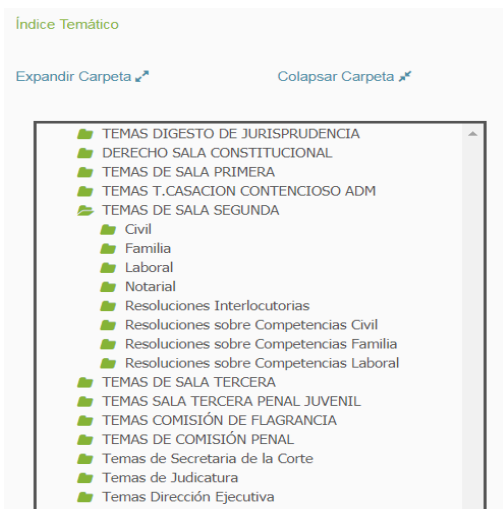 Índice Temático
Expandir Carpeta
Colapsar Carpeta
TEMAS DIGESTO DE JURISPRUDENCIA
DERECHO SALA CONSTITUCIONAL
TEMAS DE SALA PRIMERA
TEMAS T.CASACION CONTENCIOSO ADM
TEMAS DE SALA SEGUNDA
Civil
Familia
Laboral
Notarial
Resoluciones Interlocutorias
Resoluciones sobre Competencias Civil
Resoluciones sobre Competencias Familia
Resoluciones sobre Competencias Laboral
TEMAS DE SALA TERCERA
TEMAS SALA TERCERA PENAL JUVENIL
TEMAS COMISIÓN DE FLAGRANCIA
TEMAS DE COMISIÓN PENAL
Temas de Secretaria de la Corte
Temas de Judicatura
Temas Dirección Ejecutiva